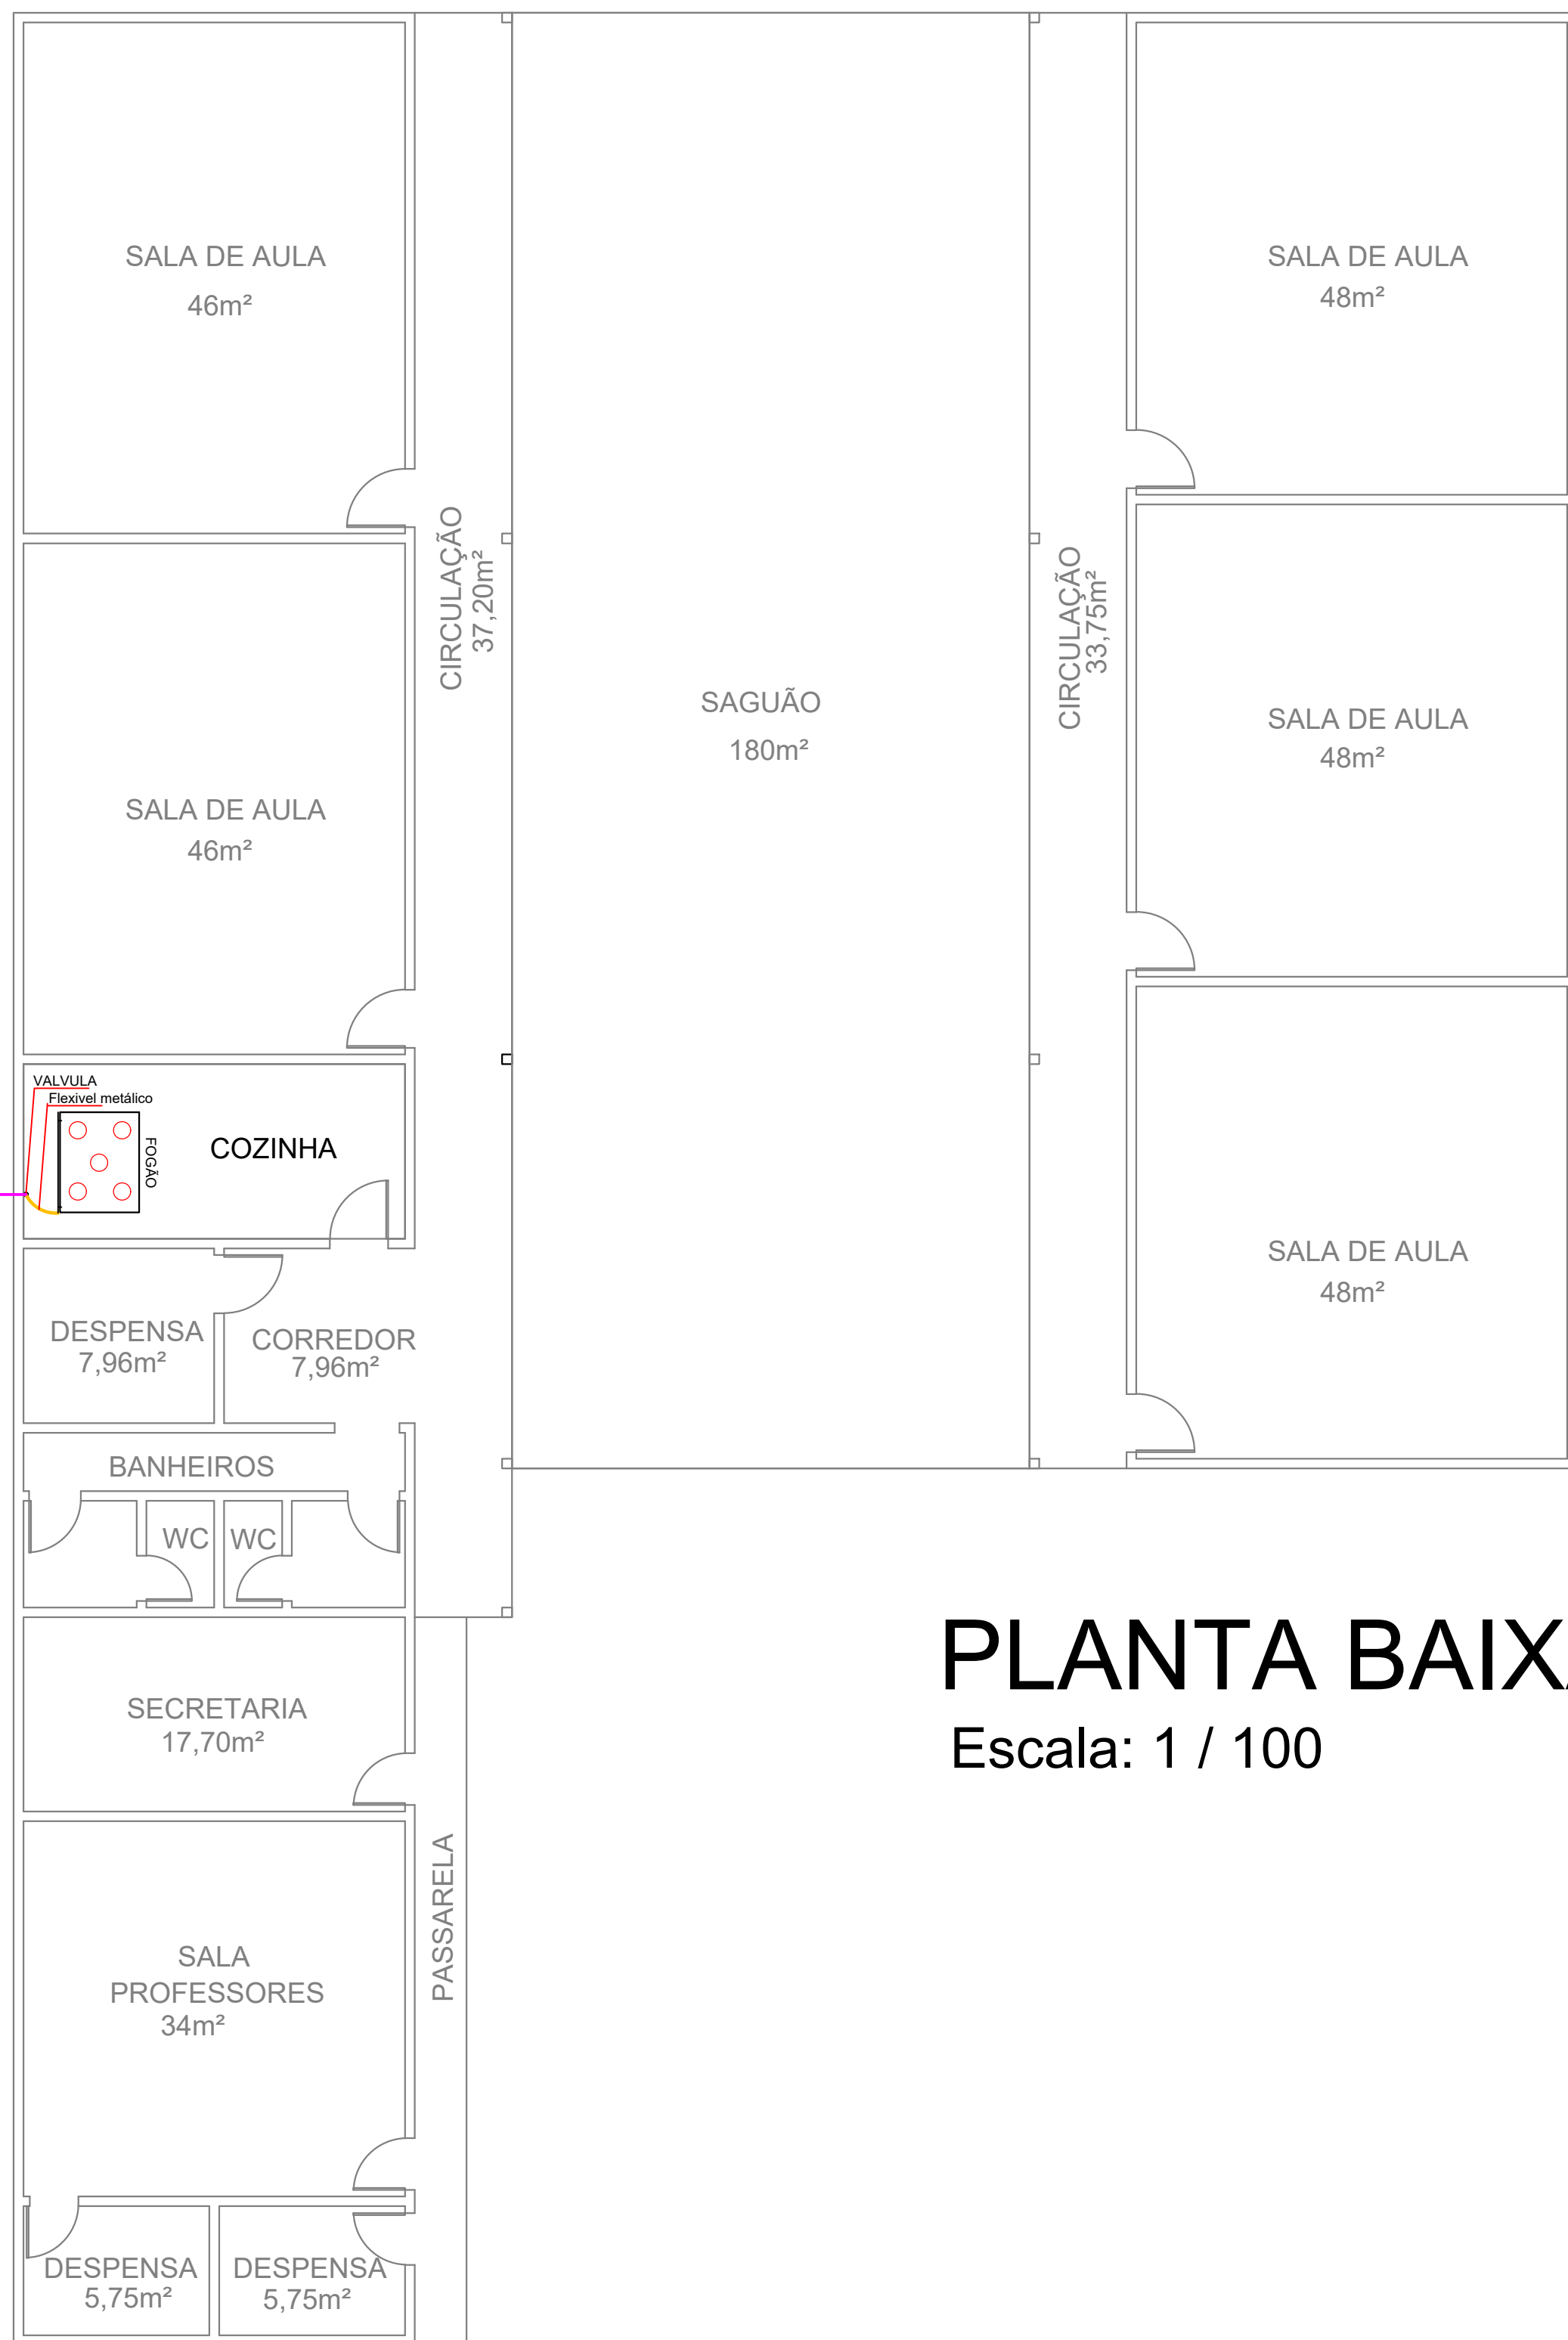 SALA DE AULA
46m²
SALA DE AULA
48m²
CIRCULAÇÃO
37,20m²
CIRCULAÇÃO
33,75m²
SAGUÃO
180m²
SALA DE AULA
48m²
SALA DE AULA
46m²
VALVULA
Flexivel metálico
FOGÃO
COZINHA
SALA DE AULA
48m²
DESPENSA
7,96m²
CORREDOR
7,96m²
BANHEIROS
WC
WC
PLANTA BAIXA
Escala: 1 / 100
SECRETARIA
17,70m²
PASSARELA
SALA
PROFESSORES
34m²
DESPENSA
5,75m²
DESPENSA
5,75m²